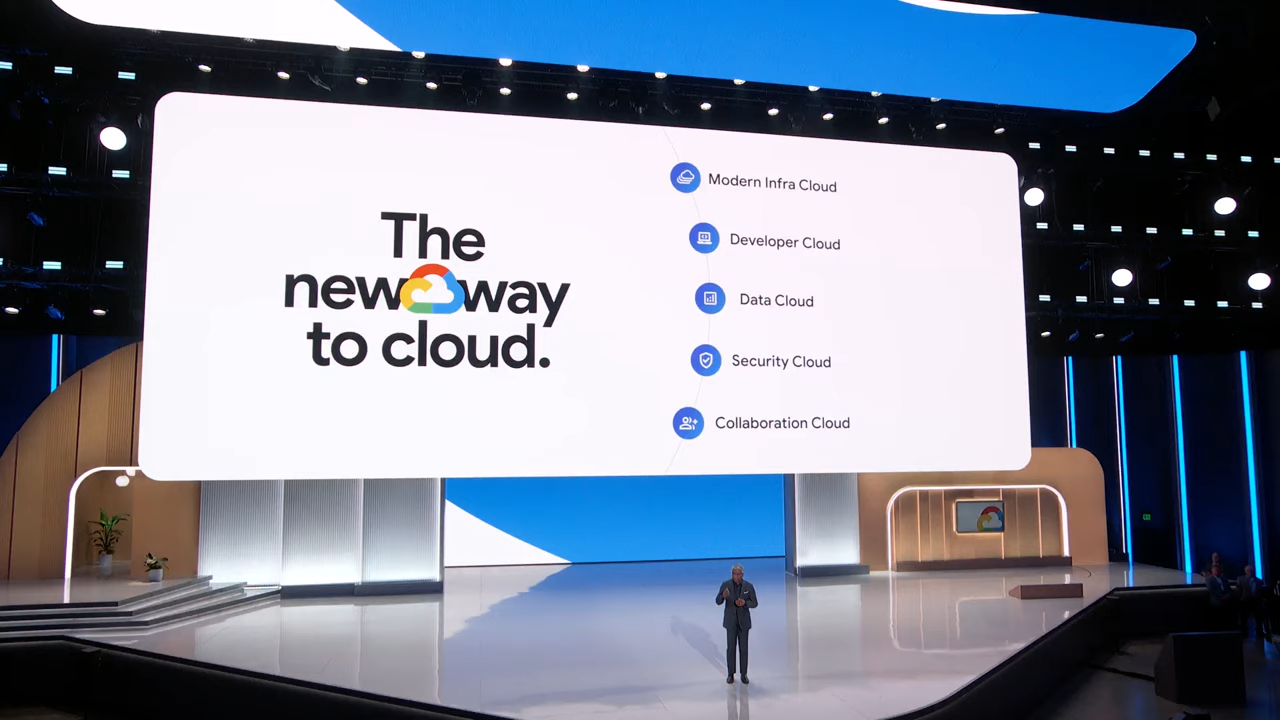 The
new way
to cloud.
Modern Infra Cloud
Developer Cloud
Data Cloud
Security Cloud
Collaboration Cloud